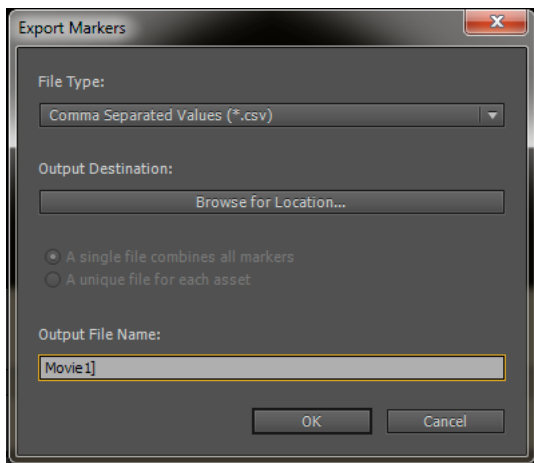 Export Markers
File Type:
Comma Separated Values (*.csv)
Output Destination:
Browse for Location...
A single file combines all markers
A unique file for each asset
Output File Name:
Movie1]
OK
Cancel